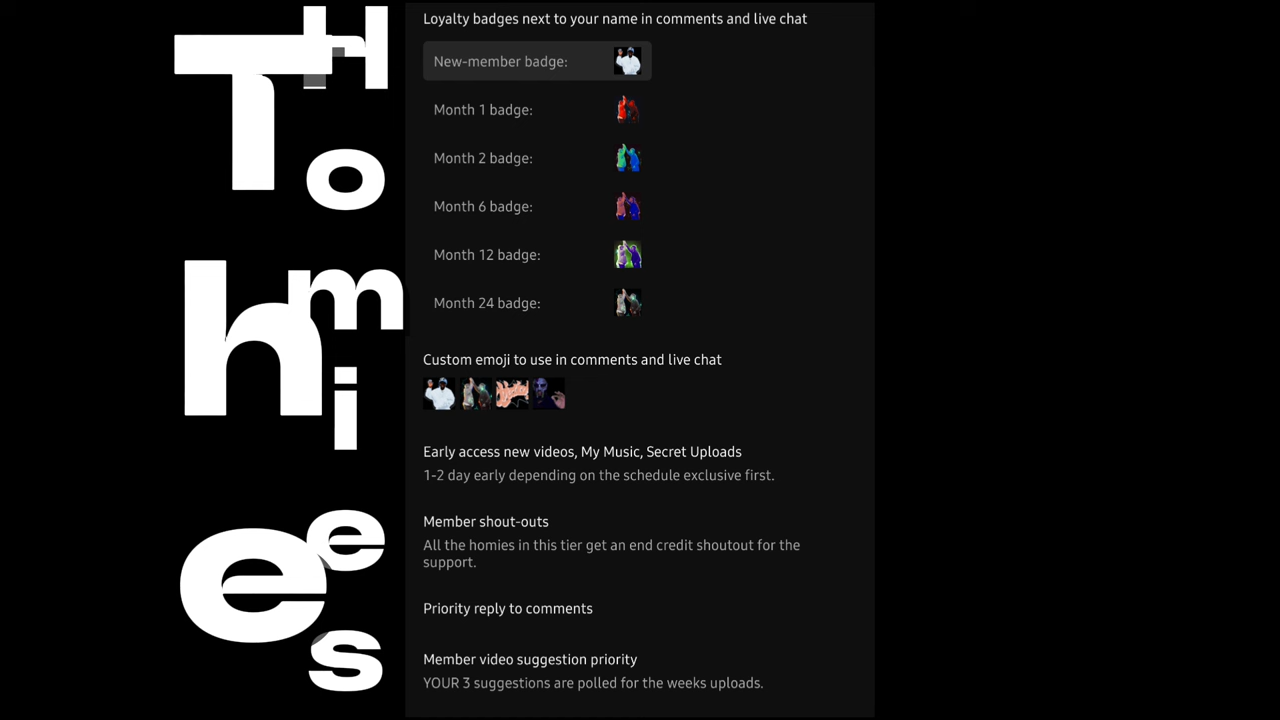 The
Homies
Loyalty badges next to your name in comments and live chat
New-member badge:
Month 1 badge:
Month 2 badge:
Month 6 badge:
Month 12 badge:
Month 24 badge:
Custom emoji to use in comments and live chat
Early access new videos, My Music, Secret Uploads
1-2 day early depending on the schedule exclusive first.
Member shout-outs
All the homies in this tier get an end credit shoutout for the
support.
Priority reply to comments
Member video suggestion priority
YOUR 3 suggestions are polled for the weeks uploads.